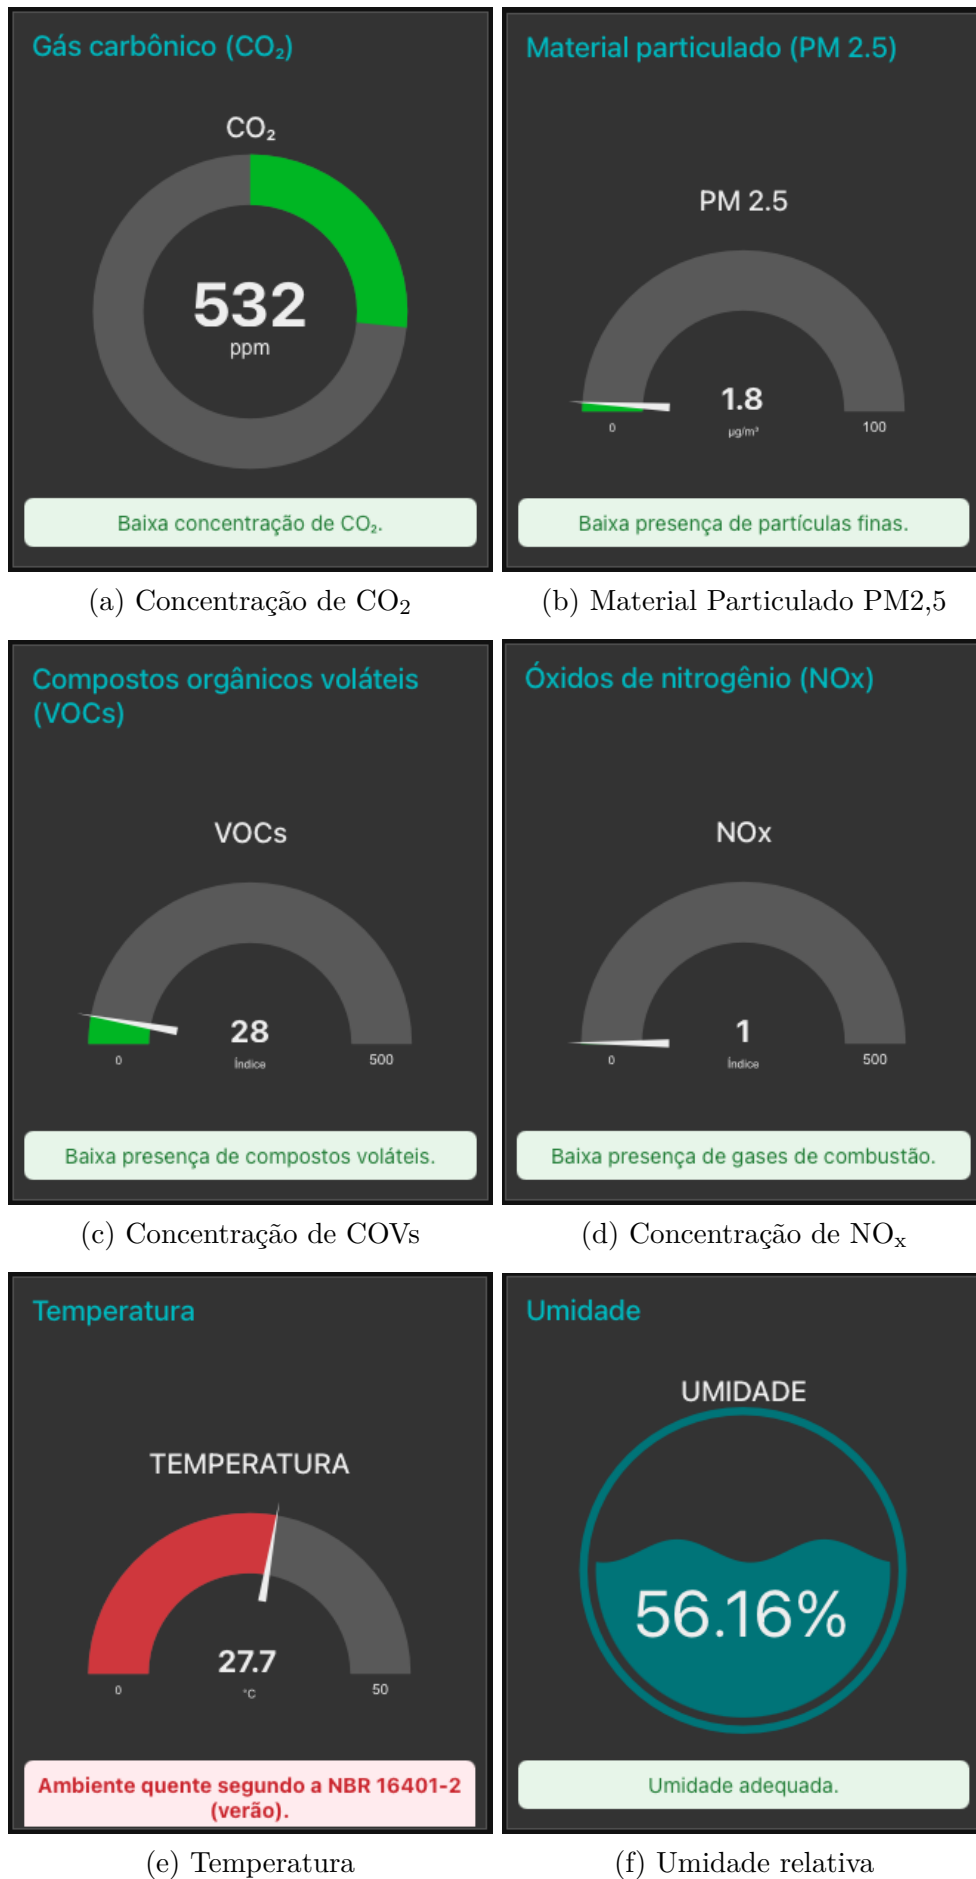 Gás carbônico (CO₂)
CO₂
532
ppm
Baixa concentração de CO₂.
(a) Concentração de CO₂
Material particulado (PM 2.5)
PM 2.5
1.8
µg/m³
0
100
Baixa presença de partículas finas.
(b) Material Particulado PM2,5
Compostos orgânicos voláteis
(VOCs)
VOCs
28
Índice
0
500
Baixa presença de compostos voláteis.
(c) Concentração de COVs
Óxidos de nitrogênio (NOx)
NOx
1
Índice
0
500
Baixa presença de gases de combustão.
(d) Concentração de NOₓ
Temperatura
TEMPERATURA
27.7
°C
0
50
Ambiente quente segundo a NBR 16401-2
(verão).
(e) Temperatura
Umidade
UMIDADE
56.16%
Umidade adequada.
(f) Umidade relativa